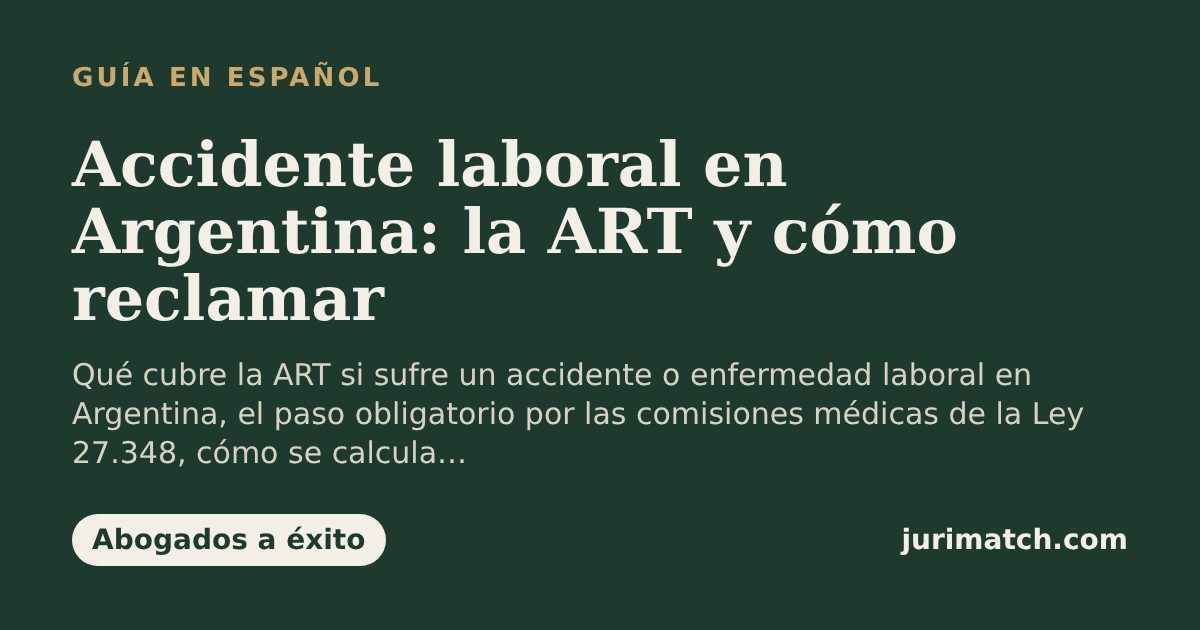 GUÍA EN ESPAÑOL
Accidente laboral en
Argentina: la ART y cómo
reclamar
Qué cubre la ART si sufre un accidente o enfermedad laboral en
Argentina, el paso obligatorio por las comisiones médicas de la Ley
27.348, cómo se calcula…
Abogados a éxito
jurimatch.com